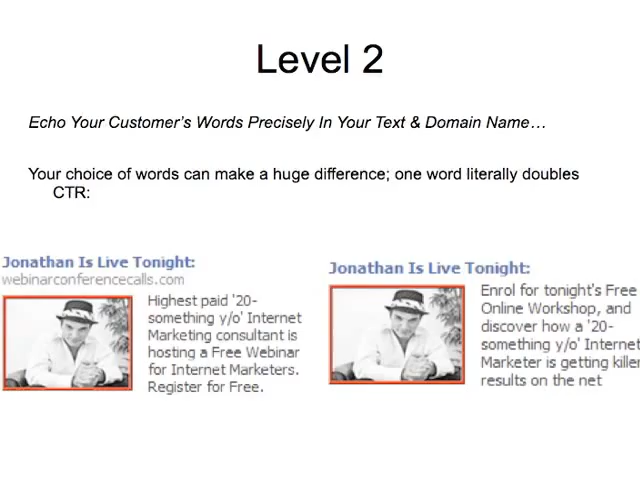 Level 2
Echo Your Customer’s Words Precisely In Your Text & Domain Name…
Your choice of words can make a huge difference; one word literally doubles
CTR:
Jonathan Is Live Tonight:
webinarconferencecalls.com
Highest paid '20-
something y/o' Internet
Marketing consultant is
hosting a Free Webinar
for Internet Marketers.
Register for Free.
Jonathan Is Live Tonight:
Enrol for tonight's Free
Online Workshop, and
discover how a '20-
something y/o' Internet
Marketer is getting killer
results on the net